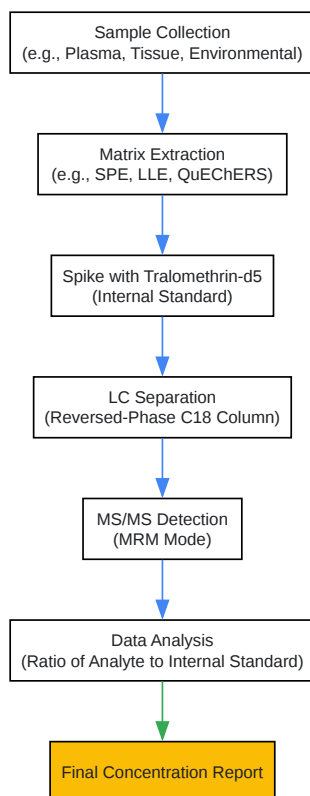 Sample Collection
(e.g., Plasma, Tissue, Environmental)
Matrix Extraction
(e.g., SPE, LLE, QuEChERS)
Spike with Tralomethrin-d5
(Internal Standard)
LC Separation
(Reversed-Phase C18 Column)
MS/MS Detection
(MRM Mode)
Data Analysis
(Ratio of Analyte to Internal Standard)
Final Concentration Report